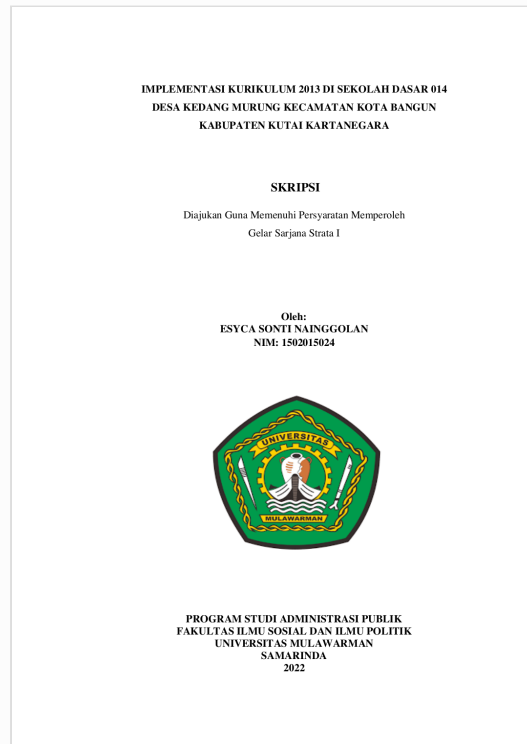 IMPLEMENTASI KURIKULUM 2013 DI SEKOLAH DASAR 014
DESA KEDANG MURUNG KECAMATAN KOTA BANGUN
KABUPATEN KUTAI KARTANEGARA
SKRIPSI
Diajukan Guna Memenuhi Persyaratan Memperoleh
Gelar Sarjana Strata I
Oleh:
ESYCA SONTI NAINGGOLAN
NIM: 1502015024
UNIVERSITAS
MULAWARMAN
PROGRAM STUDI ADMINISTRASI PUBLIK
FAKULTAS ILMU SOSIAL DAN ILMU POLITIK
UNIVERSITAS MULAWARMAN
SAMARINDA
2022